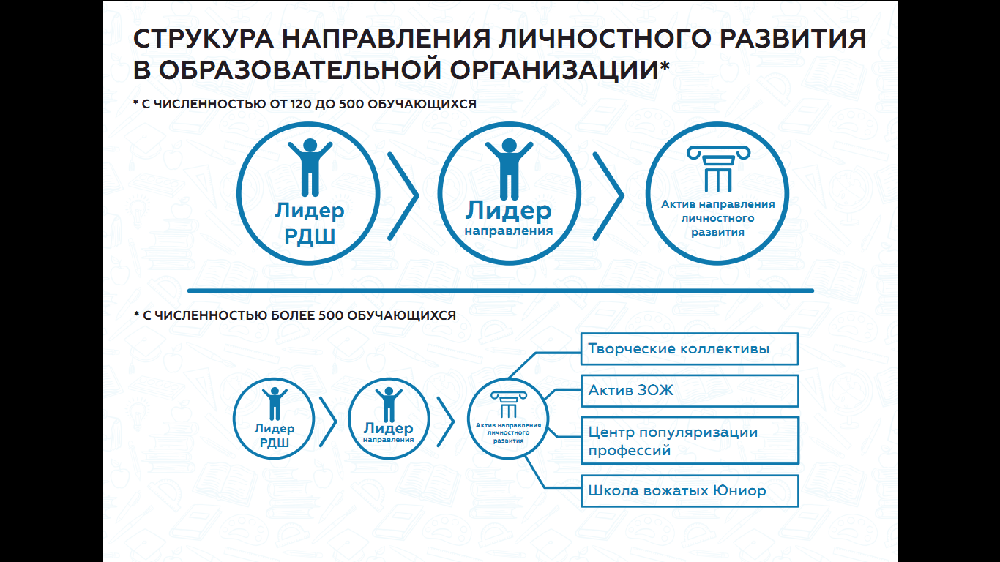 СТРУКУРА НАПРАВЛЕНИЯ ЛИЧНОСТНОГО РАЗВИТИЯ
В ОБРАЗОВАТЕЛЬНОЙ ОРГАНИЗАЦИИ*
* С ЧИСЛЕННОСТЬЮ ОТ 120 ДО 500 ОБУЧАЮЩИХСЯ
Лидер
РДШ
Лидер
направления
Актив направления
личностного
развития
* С ЧИСЛЕННОСТЬЮ БОЛЕЕ 500 ОБУЧАЮЩИХСЯ
Лидер
РДШ
Лидер
направления
Актив направления
личностного
развития
Творческие коллективы
Актив ЗОЖ
Центр популяризации
профессий
Школа вожатых Юниор